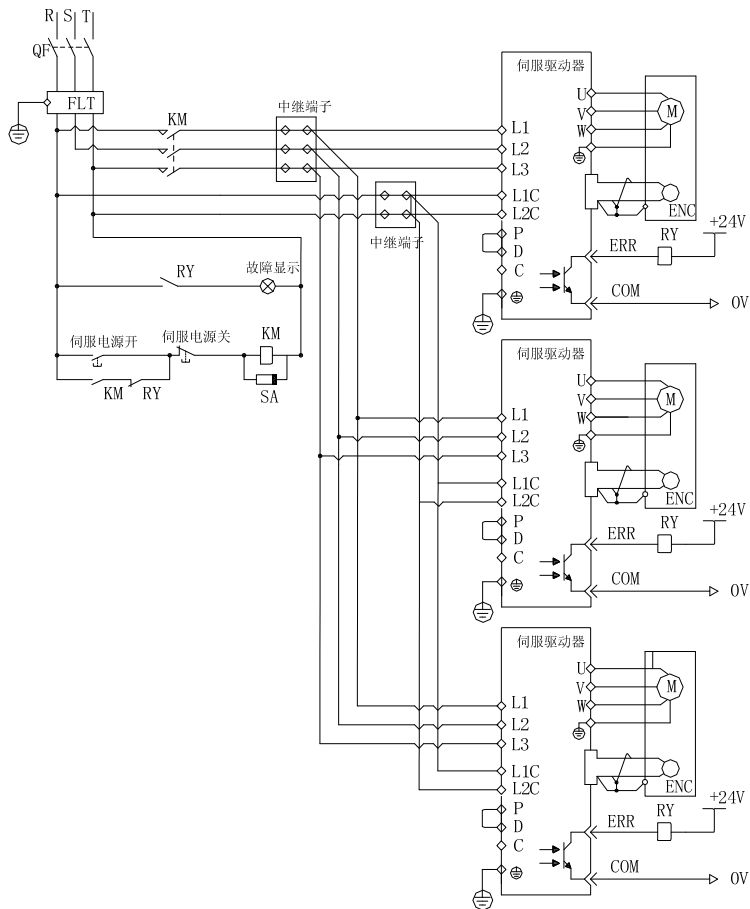 R S T
QF
FLT
KM
中继端子
中继端子
RY
故障显示
伺服电源开
伺服电源关
KM
KM
RY
SA
伺服驱动器
U
V
W
M
L1
L2
L3
L1C
L2C
P
D
C
ENC
+24V
ERR
RY
COM
0V
伺服驱动器
U
V
W
M
L1
L2
L3
L1C
L2C
P
D
C
ENC
+24V
ERR
RY
COM
0V
伺服驱动器
U
V
W
M
L1
L2
L3
L1C
L2C
P
D
C
ENC
+24V
ERR
RY
COM
0V